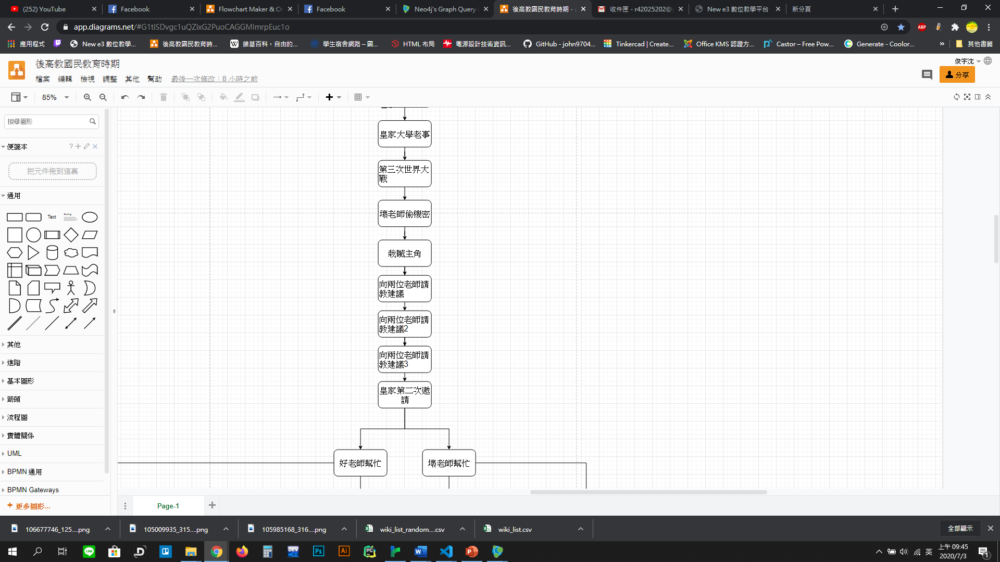 (252) YouTube
Facebook
Flowchart Maker & On
Facebook
Neo4j's Graph Query
後高教國民教育時期 -
收件匣 - r42025202@
New e3 數位教學平台
新分頁
app.diagrams.net/#G1tiSDvgc1uQZixG2PuoCAGGMImrpEuc1o
ABP
應用程式
New e3 數位教學...
後高教國民教育時...
維基百科，自由的...
學生宿舍網路 – 國...
HTML 布局
電源設計技術資訊...
GitHub - john9704...
Tinkercad | Create...
Office KMS 認證方...
Castor – Free Pow...
Generate - Coolor...
»
其他書籤
後高教國民教育時期
俊宇沈
檔案
編輯
檢視
調整
其他
幫助
最後一次修改：8 小時之前
分享
85%
搜尋圖形
便箋本
?
把元件拖到這裏
通用
Text
Heading
其他
進階
基本圖形
箭頭
流程圖
實體關係
UML
BPMN 通用
BPMN Gateways
+ 更多圖形...
皇家大學老事
第三次世界大
戰
壞老師偷機密
栽贓主角
向兩位老師請
教建議
向兩位老師請
教建議2
向兩位老師請
教建議3
皇家第二次邀
請
好老師幫忙
壞老師幫忙
Page-1
106677746_125....png
105009935_315....png
105985168_316....png
wiki_list_random....csv
wiki_list.csv
全部顯示
LINE
DEV
Ps
Ai
PC
W
P
英
上午 09:45
2020/7/3
1